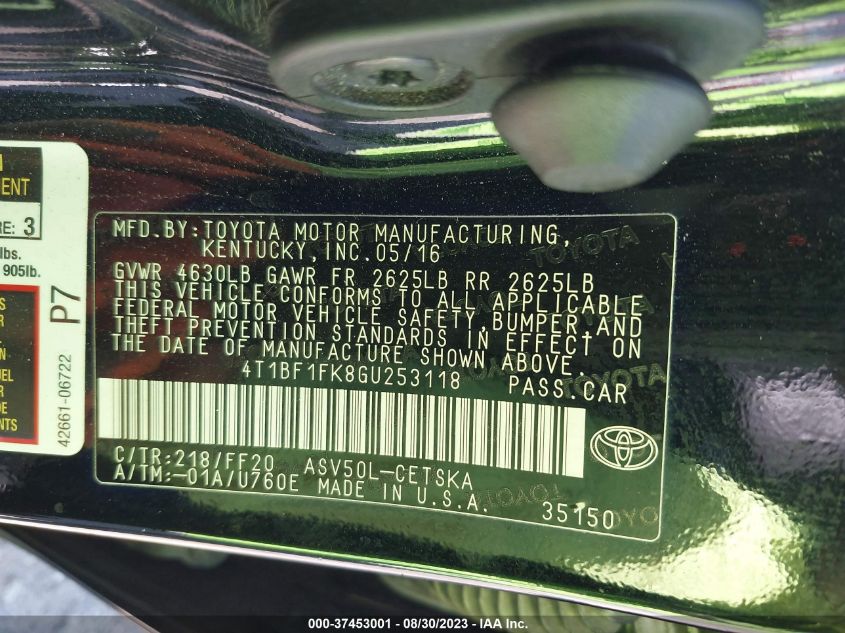 MFD.BY:TOYOTA MOTOR MANUFACTURING,
KENTUCKY,INC.05/16
GVWR 4630LB GAWR FR 2625LB RR 2625LB
THIS VEHICLE CONFORMS TO ALL APPLICABLE
FEDERAL MOTOR VEHICLE SAFETY,BUMPER,AND
THEFT PREVENTION STANDARDS IN EFFECT ON
THE DATE OF MANUFACTURE SHOWN ABOVE.
4T1BF1FK8GU253118 PASS.CAR
C/TR:218/FF20 ASV50L-CETSKA
A/TM:-01A/U760E MADE IN U.S.A.
35150
TOYOTA
TOYOTA
RE: 3
lbs.
905lb.
P7
42661-06722
000-37453001 - 08/30/2023 - IAA Inc.